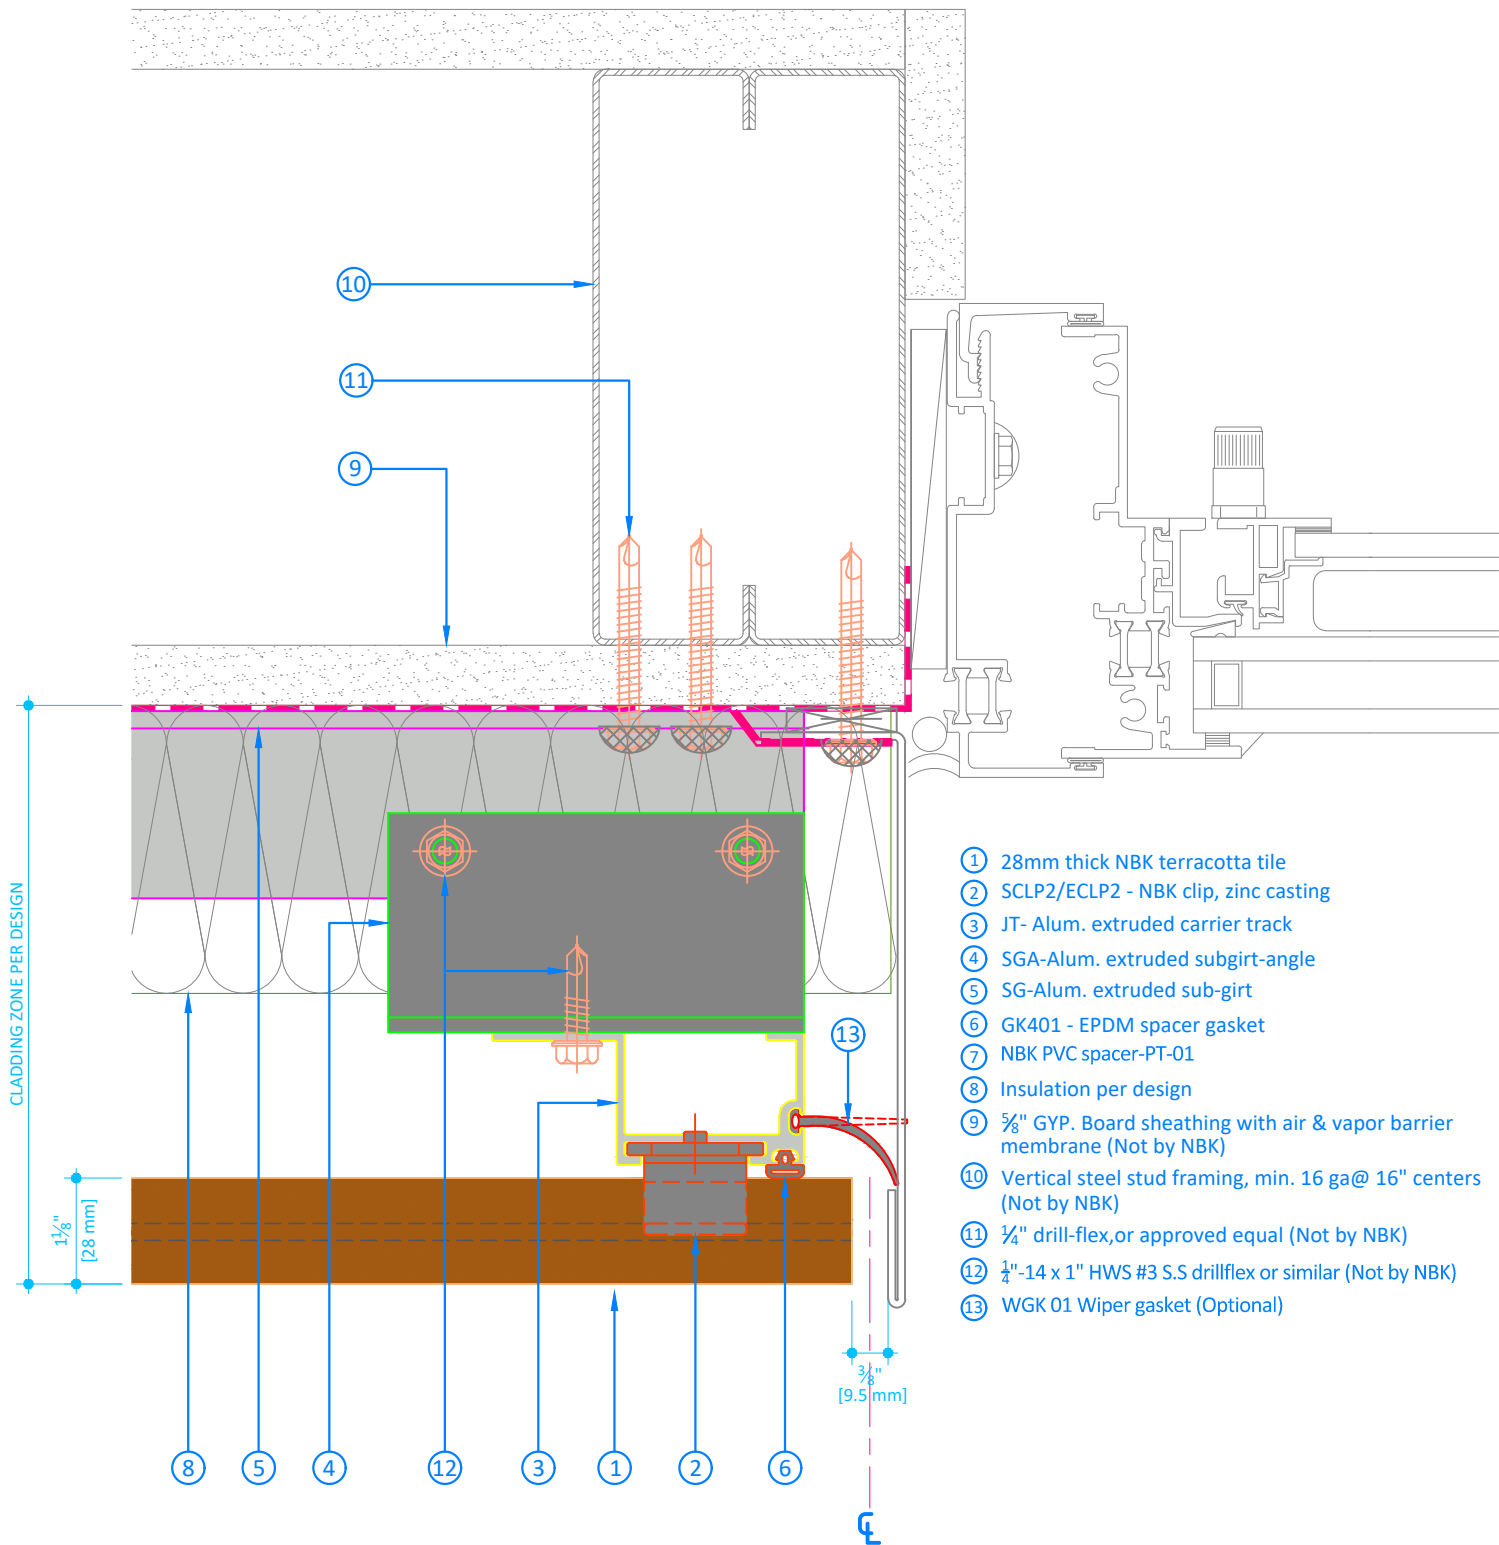 10
11
9
① 28mm thick NBK terracotta tile
② SCLP2/ECLP2 - NBK clip, zinc casting
③ JT- Alum. extruded carrier track
④ SGA-Alum. extruded subgirt-angle
⑤ SG-Alum. extruded sub-girt
⑥ GK401 - EPDM spacer gasket
⑦ NBK PVC spacer-PT-01
⑧ Insulation per design
⑨ ⅝" GYP. Board sheathing with air & vapor barrier
membrane (Not by NBK)
⑩ Vertical steel stud framing, min. 16 ga@ 16" centers
(Not by NBK)
⑪ ¼" drill-flex,or approved equal (Not by NBK)
⑫ ¼"-14 x 1" HWS #3 S.S drillflex or similar (Not by NBK)
⑬ WGK 01 Wiper gasket (Optional)
13
CLADDING ZONE PER DESIGN
1⅛"
[28 mm]
⅜"
[9.5 mm]
8 5 4 12 3 1 2 6
℄